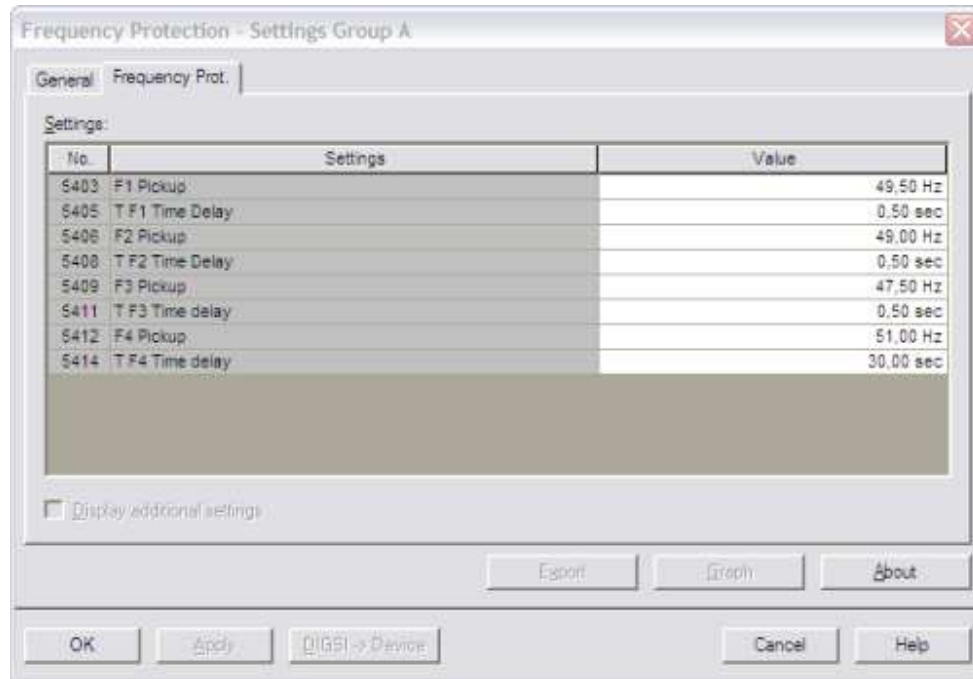 Frequency Protection - Settings Group A
General Frequency Prot.
Settings:
No. Settings Value
5403 F1 Pickup 49,50 Hz
5405 T F1 Time Delay 0,50 sec
5406 F2 Pickup 49,00 Hz
5408 T F2 Time Delay 0,50 sec
5409 F3 Pickup 47,50 Hz
5411 T F3 Time delay 0,50 sec
5412 F4 Pickup 51,00 Hz
5414 T F4 Time delay 30,00 sec
Display additional settings
Export Graph About
OK Apply DIGSI -> Device Cancel Help